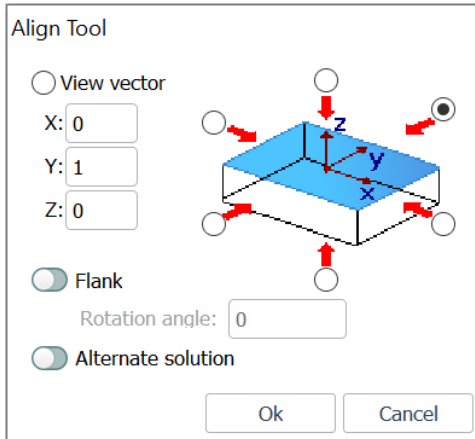 Align Tool
View vector
X: 0
Y: 1
Z: 0
z
y
x
Flank
Rotation angle: 0
Alternate solution
Ok Cancel